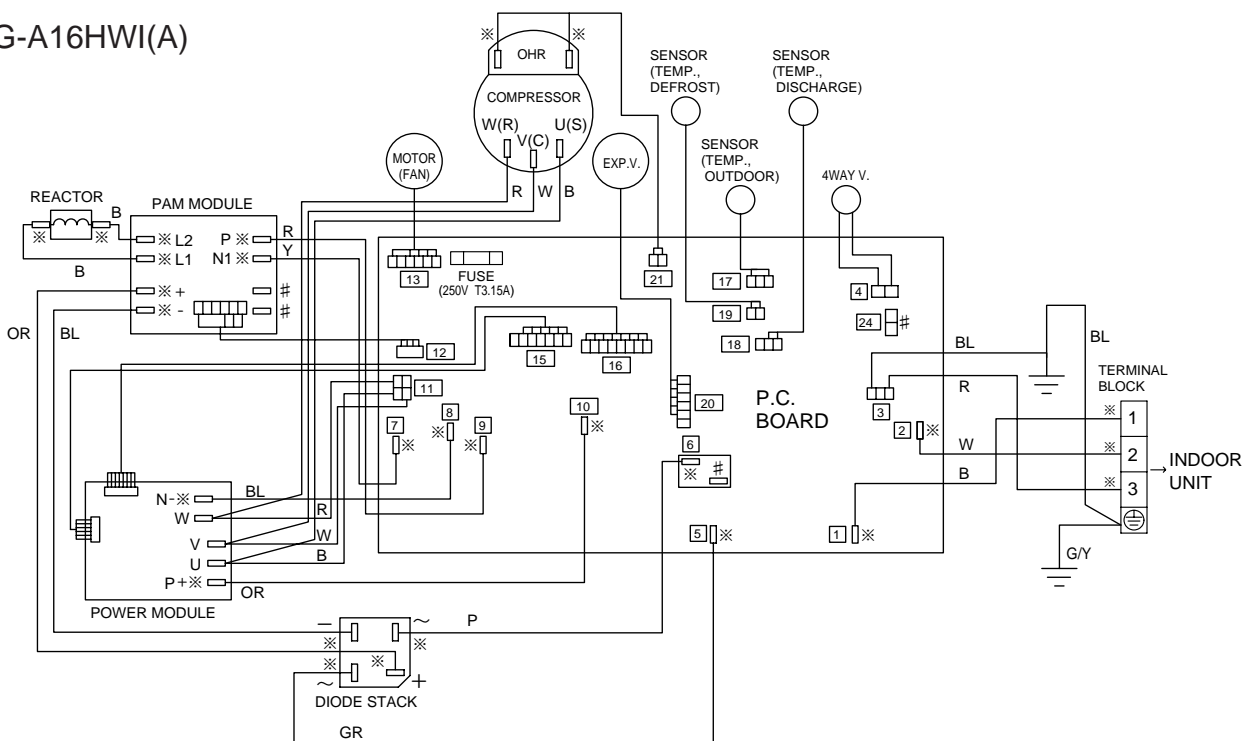 G-A16HWI(A)
※
※
OHR
COMPRESSOR
W(R)
V(C)
U(S)
R
W
B
SENSOR
(TEMP.,
DEFROST)
SENSOR
(TEMP.,
DISCHARGE)
SENSOR
(TEMP.,
OUTDOOR)
MOTOR
(FAN)
EXP.V.
4WAY V.
REACTOR
B
※
※
B
PAM MODULE
※ L2
※ L1
※ +
※ -
P ※
N1 ※
♯
♯
R
Y
OR
BL
13
FUSE
(250V T3.15A)
21
17
19
18
4
24
♯
12
15
16
11
20
P.C.
BOARD
3
2
※
7
※
8
※
9
※
10
※
6
※
♯
5
※
1
※
BL
R
W
B
BL
TERMINAL
BLOCK
※
1
※
2
※
3
→ INDOOR
UNIT
G/Y
N-※
W
V
U
P+※
BL
R
W
B
OR
POWER MODULE
－
～
※
※
※
※
～
+
P
DIODE STACK
GR